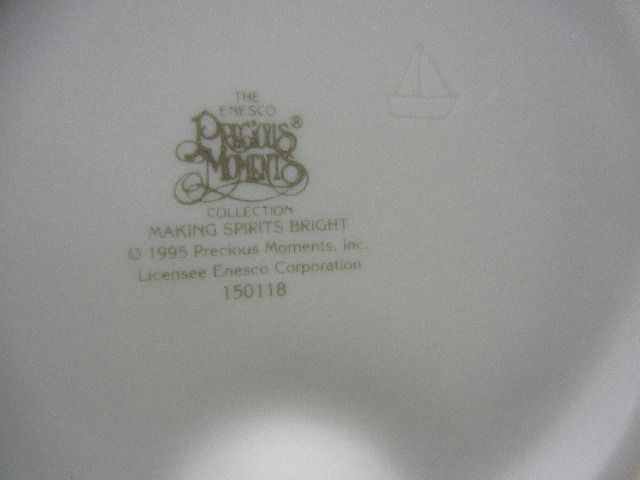 THE
ENESCO
PRECIOUS®
MOMENTS
COLLECTION
MAKING SPIRITS BRIGHT
© 1995 Precious Moments, Inc.
Licensee Enesco Corporation
150118